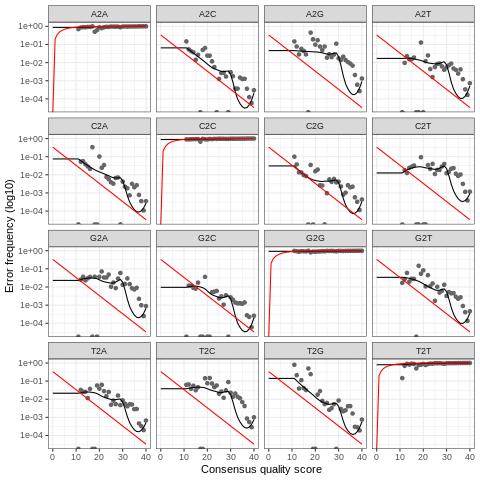 A2A A2C A2G A2T
1e+00
1e-01
1e-02
1e-03
1e-04
C2A C2C C2G C2T
1e+00
1e-01
1e-02
1e-03
1e-04
G2A G2C G2G G2T
1e+00
1e-01
1e-02
1e-03
1e-04
T2A T2C T2G T2T
1e+00
1e-01
1e-02
1e-03
1e-04
0 10 20 30 40 0 10 20 30 40 0 10 20 30 40 0 10 20 30 40
Consensus quality score
Error frequency (log10)